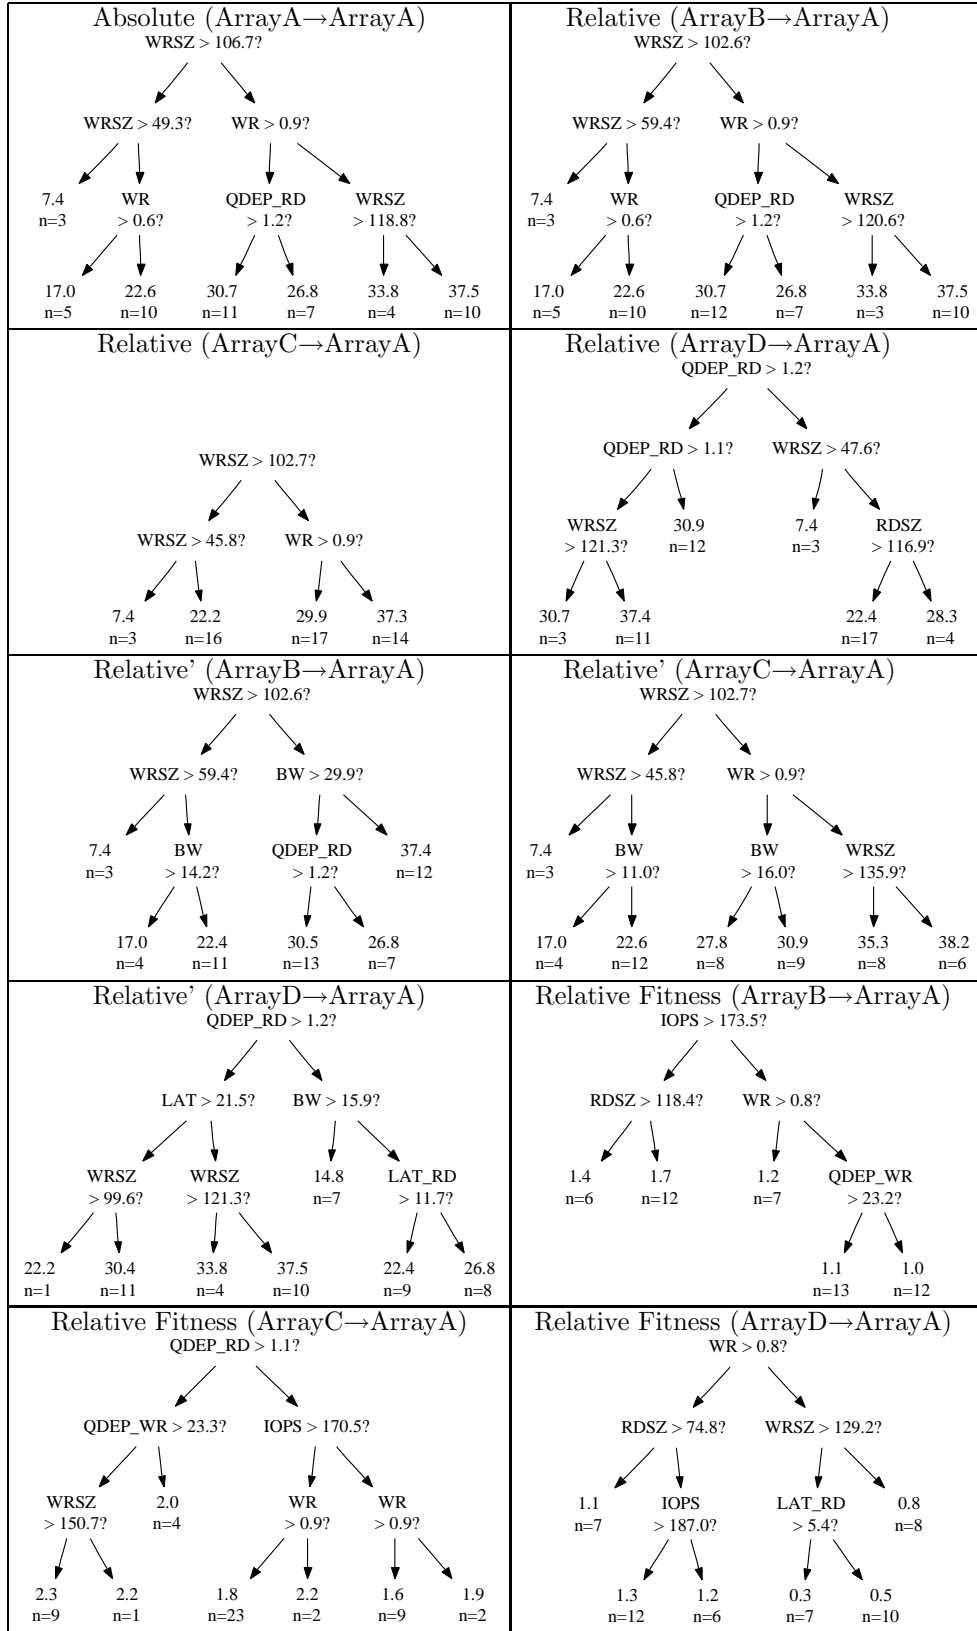 Absolute (ArrayA→ArrayA)
WRSZ > 106.7?
WRSZ > 49.3? WR > 0.9?
7.4 WR QDEP_RD WRSZ
n=3 > 0.6? > 1.2? > 118.8?
17.0 22.6 30.7 26.8 33.8 37.5
n=5 n=10 n=11 n=7 n=4 n=10
Relative (ArrayB→ArrayA)
WRSZ > 102.6?
WRSZ > 59.4? WR > 0.9?
7.4 WR QDEP_RD WRSZ
n=3 > 0.6? > 1.2? > 120.6?
17.0 22.6 30.7 26.8 33.8 37.5
n=5 n=10 n=12 n=7 n=3 n=10
Relative (ArrayC→ArrayA)
WRSZ > 102.7?
WRSZ > 45.8? WR > 0.9?
7.4 22.2 29.9 37.3
n=3 n=16 n=17 n=14
Relative (ArrayD→ArrayA)
QDEP_RD > 1.2?
QDEP_RD > 1.1? WRSZ > 47.6?
WRSZ 30.9 7.4 RDSZ
> 121.3? n=12 n=3 > 116.9?
30.7 37.4 22.4 28.3
n=3 n=11 n=17 n=4
Relative' (ArrayB→ArrayA)
WRSZ > 102.6?
WRSZ > 59.4? BW > 29.9?
7.4 BW QDEP_RD 37.4
n=3 > 14.2? > 1.2? n=12
17.0 22.4 30.5 26.8
n=4 n=11 n=13 n=7
Relative' (ArrayC→ArrayA)
WRSZ > 102.7?
WRSZ > 45.8? WR > 0.9?
7.4 BW BW WRSZ
n=3 > 11.0? > 16.0? > 135.9?
17.0 22.6 27.8 30.9 35.3 38.2
n=4 n=12 n=8 n=9 n=8 n=6
Relative' (ArrayD→ArrayA)
QDEP_RD > 1.2?
LAT > 21.5? BW > 15.9?
WRSZ WRSZ 14.8 LAT_RD
> 99.6? > 121.3? n=7 > 11.7?
22.2 30.4 33.8 37.5 22.4 26.8
n=1 n=11 n=4 n=10 n=9 n=8
Relative Fitness (ArrayB→ArrayA)
IOPS > 173.5?
RDSZ > 118.4? WR > 0.8?
1.4 1.7 1.2 QDEP_WR
n=6 n=12 n=7 > 23.2?
1.1 1.0
n=13 n=12
Relative Fitness (ArrayC→ArrayA)
QDEP_RD > 1.1?
QDEP_WR > 23.3? IOPS > 170.5?
WRSZ 2.0 WR WR
> 150.7? n=4 > 0.9? > 0.9?
2.3 2.2 1.8 2.2 1.6 1.9
n=9 n=1 n=23 n=2 n=9 n=2
Relative Fitness (ArrayD→ArrayA)
WR > 0.8?
RDSZ > 74.8? WRSZ > 129.2?
1.1 IOPS LAT_RD 0.8
n=7 > 187.0? > 5.4? n=8
1.3 1.2 0.3 0.5
n=12 n=6 n=7 n=10